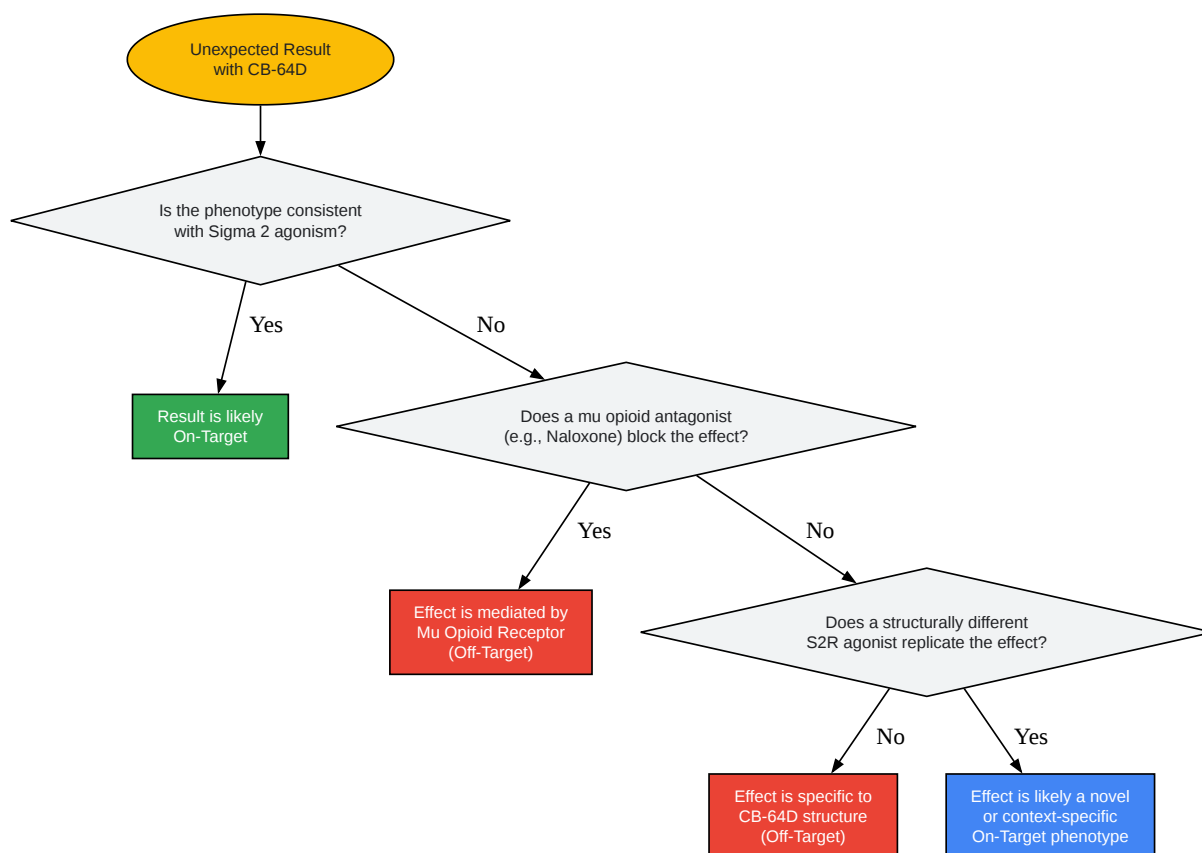 Unexpected Result
with CB-64D
Is the phenotype consistent
with Sigma 2 agonism?
Yes
No
Result is likely
On-Target
Does a mu opioid antagonist
(e.g., Naloxone) block the effect?
Yes
No
Effect is mediated by
Mu Opioid Receptor
(Off-Target)
Does a structurally different
S2R agonist replicate the effect?
No
Yes
Effect is specific to
CB-64D structure
(Off-Target)
Effect is likely a novel
or context-specific
On-Target phenotype